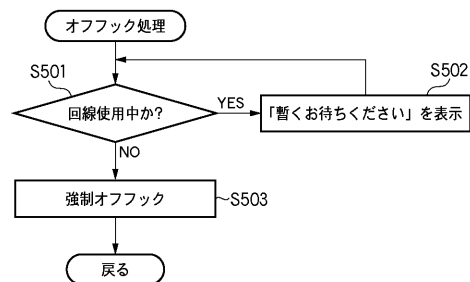 オフフック処理
S501
S502
回線使用中か?
YES
「暫くお待ちください」を表示
NO
強制オフフック
S503
戻る